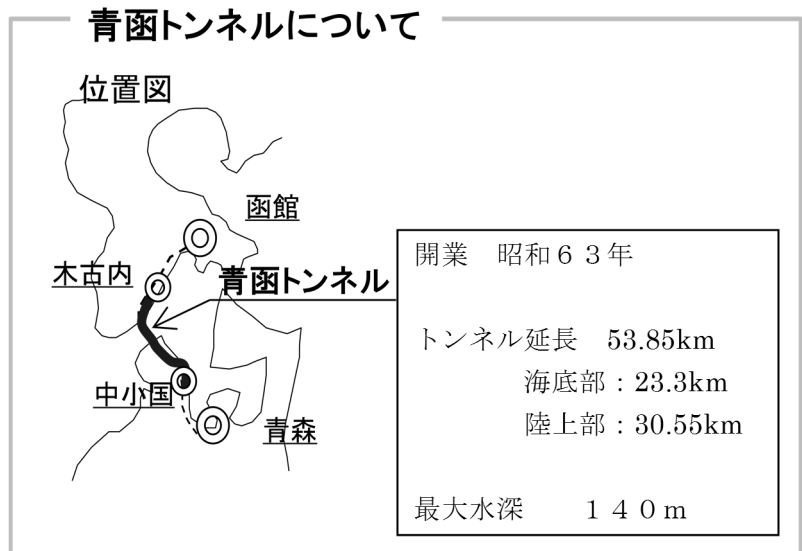 青函トンネルについて
位置図
函館
木古内
青函トンネル
中小国
青森
開業　昭和６３年
トンネル延長　53.85km
海底部：23.3km
陸上部：30.55km
最大水深　　１４０ｍ